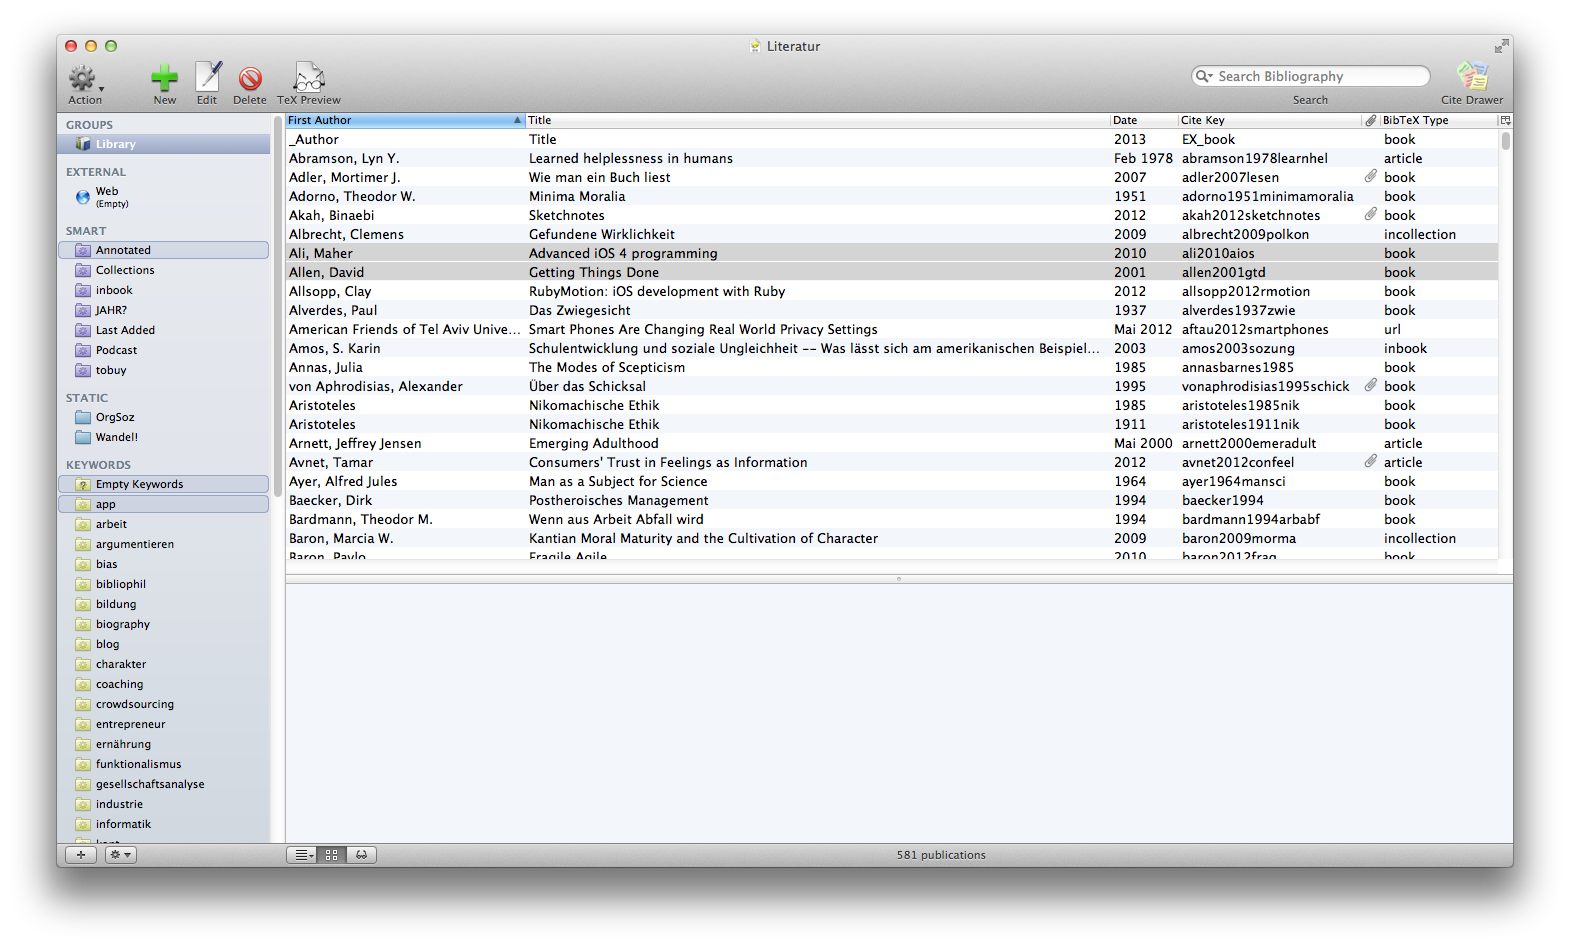 Literatur
Action
New
Edit
Delete
TeX Preview
Search Bibliography
Search
Cite Drawer
GROUPS
Library
EXTERNAL
Web
(Empty)
SMART
Annotated
Collections
inbook
JAHR?
Last Added
Podcast
tobuy
STATIC
OrgSoz
Wandel!
KEYWORDS
Empty Keywords
app
arbeit
argumentieren
bias
bibliophil
bildung
biography
blog
charakter
coaching
crowdsourcing
entrepreneur
ernährung
funktionalismus
gesellschaftsanalyse
industrie
informatik
First Author Title Date Cite Key BibTeX Type
_Author Title 2013 EX_book book
Abramson, Lyn Y. Learned helplessness in humans Feb 1978 abramson1978learnhel article
Adler, Mortimer J. Wie man ein Buch liest 2007 adler2007lesen book
Adorno, Theodor W. Minima Moralia 1951 adorno1951minimamoralia book
Akah, Binaebi Sketchnotes 2012 akah2012sketchnotes book
Albrecht, Clemens Gefundene Wirklichkeit 2009 albrecht2009polkon incollection
Ali, Maher Advanced iOS 4 programming 2010 ali2010aios book
Allen, David Getting Things Done 2001 allen2001gtd book
Allsopp, Clay RubyMotion: iOS development with Ruby 2012 allsopp2012rmotion book
Alverdes, Paul Das Zwiegesicht 1937 alverdes1937zwie book
American Friends of Tel Aviv Unive... Smart Phones Are Changing Real World Privacy Settings Mai 2012 aftau2012smartphones url
Amos, S. Karin Schulentwicklung und soziale Ungleichheit -- Was lässt sich am amerikanischen Beispiel... 2003 amos2003sozung inbook
Annas, Julia The Modes of Scepticism 1985 annasbarnes1985 book
von Aphrodisias, Alexander Über das Schicksal 1995 vonaphrodisias1995schick book
Aristoteles Nikomachische Ethik 1985 aristoteles1985nik book
Aristoteles Nikomachische Ethik 1911 aristoteles1911nik book
Arnett, Jeffrey Jensen Emerging Adulthood Mai 2000 arnett2000emeradult article
Avnet, Tamar Consumers' Trust in Feelings as Information 2012 avnet2012confeel article
Ayer, Alfred Jules Man as a Subject for Science 1964 ayer1964mansci book
Baecker, Dirk Postheroisches Management 1994 baecker1994 book
Bardmann, Theodor M. Wenn aus Arbeit Abfall wird 1994 bardmann1994arbabf book
Baron, Marcia W. Kantian Moral Maturity and the Cultivation of Character 2009 baron2009morma incollection
Baron, Pavlo Fragile Agile 2010 baron2012frag book
581 publications